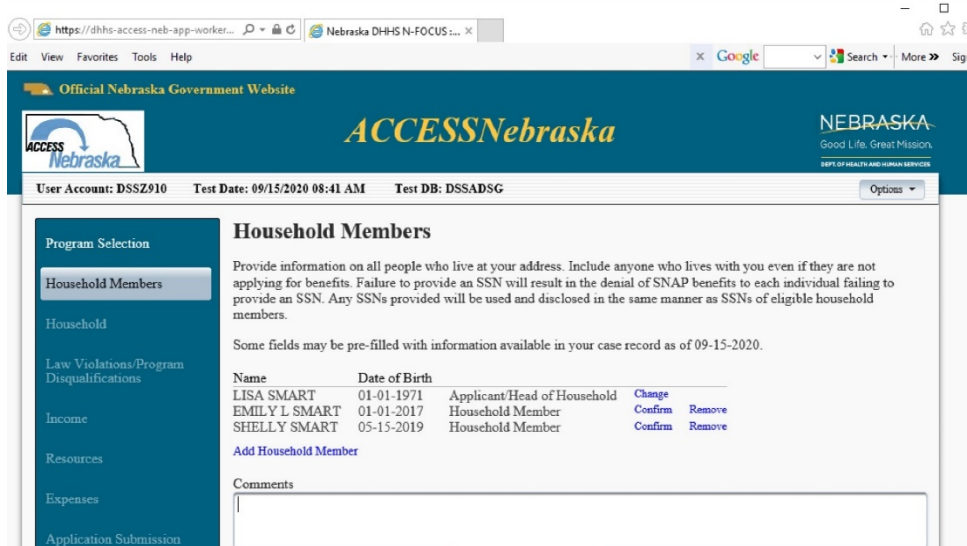 https://dhhs-access-neb-app-worker...
Nebraska DHHS N-FOCUS :...
Edit View Favorites Tools Help
x Google Search More >> Sig
Official Nebraska Government Website
ACCESS
Nebraska
ACCESSNebraska
NEBRASKA
Good Life. Great Mission.
DEPT. OF HEALTH AND HUMAN SERVICES
User Account: DSSZ910 Test Date: 09/15/2020 08:41 AM Test DB: DSSADSG Options
Program Selection
Household Members
Household
Law Violations/Program
Disqualifications
Income
Resources
Expenses
Application Submission
Household Members
Provide information on all people who live at your address. Include anyone who lives with you even if they are not
applying for benefits. Failure to provide an SSN will result in the denial of SNAP benefits to each individual failing to
provide an SSN. Any SSNs provided will be used and disclosed in the same manner as SSNs of eligible household
members.
Some fields may be pre-filled with information available in your case record as of 09-15-2020.
Name Date of Birth
LISA SMART 01-01-1971 Applicant/Head of Household Change
EMILY L SMART 01-01-2017 Household Member Confirm Remove
SHELLY SMART 05-15-2019 Household Member Confirm Remove
Add Household Member
Comments